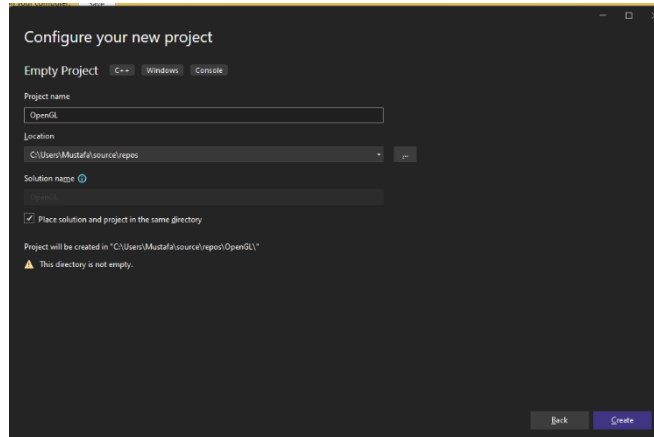 Save
Configure your new project
Empty Project C++ Windows Console
Project name
OpenGL
Location
C:\Users\Mustafa\source\repos
...
Solution name
OpenGL
Place solution and project in the same directory
Project will be created in "C:\Users\Mustafa\source\repos\OpenGL\"
This directory is not empty.
Back Create